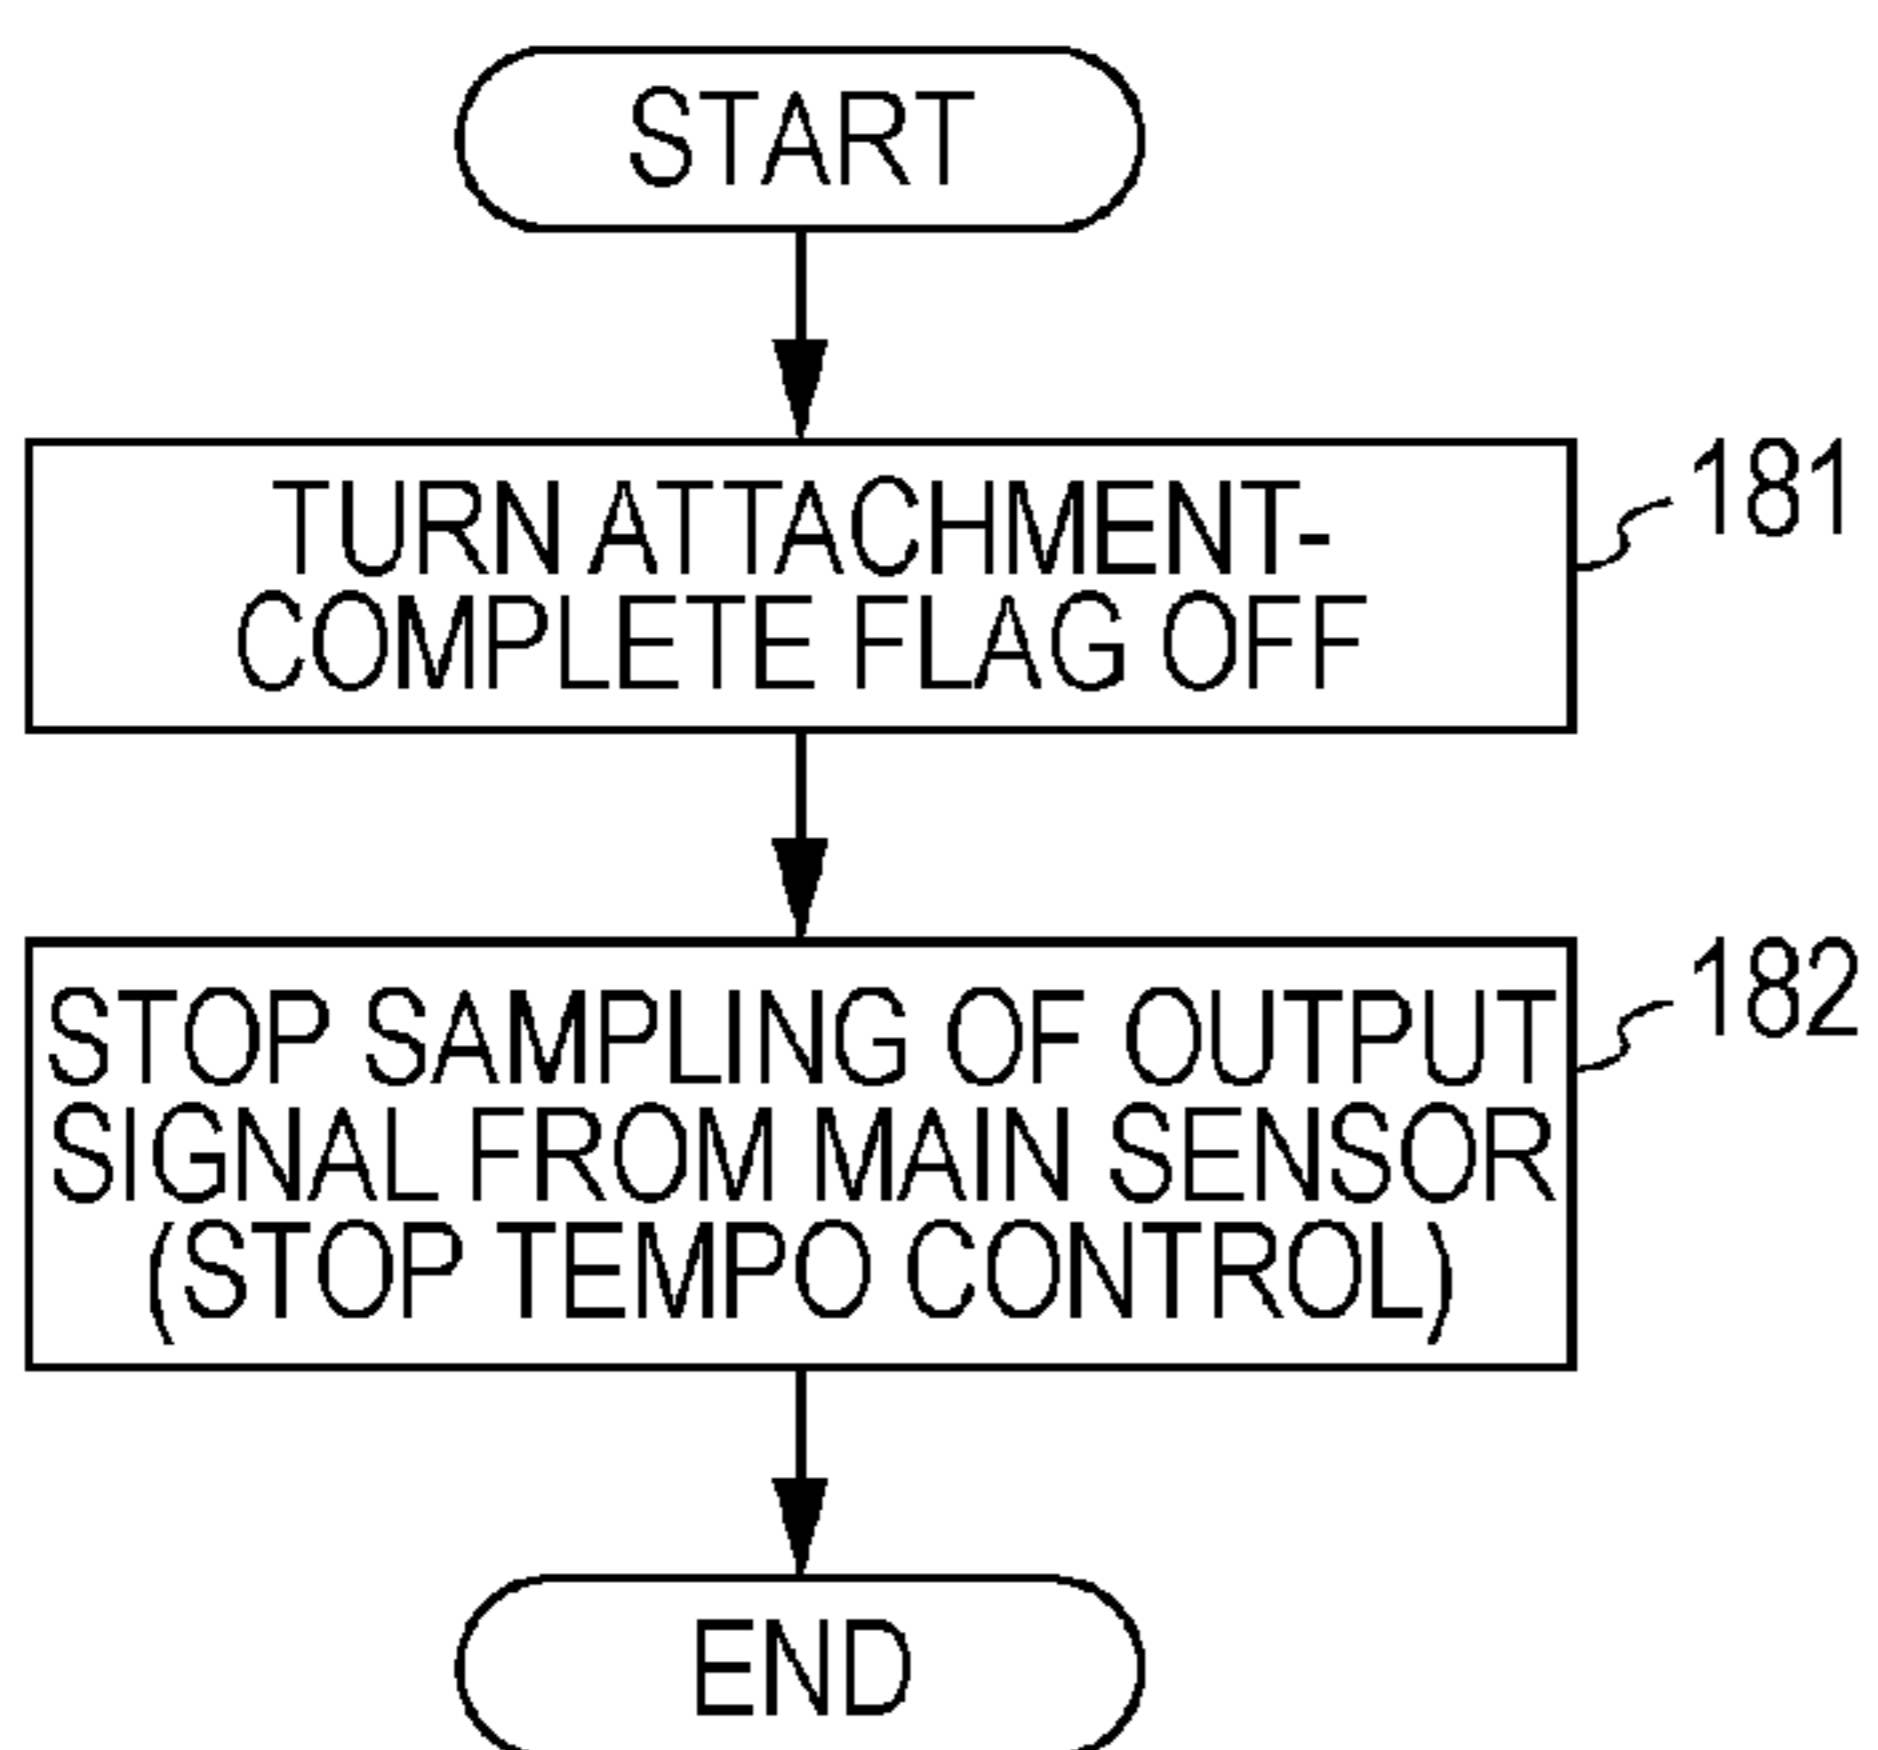 START
TURN ATTACHMENT-
COMPLETE FLAG OFF
181
STOP SAMPLING OF OUTPUT
SIGNAL FROM MAIN SENSOR
(STOP TEMPO CONTROL)
182
END